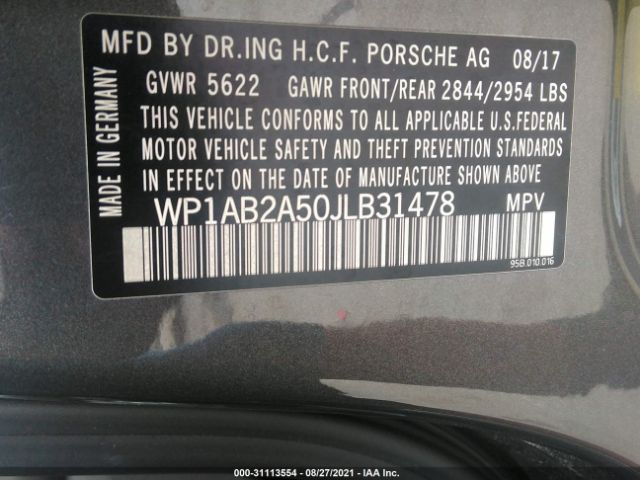 MFD BY DR.ING H.C.F. PORSCHE AG 08/17
GVWR 5622 GAWR FRONT/REAR 2844/2954 LBS
THIS VEHICLE CONFORMS TO ALL APPLICABLE U.S.FEDERAL
MOTOR VEHICLE SAFETY AND THEFT PREVENTION STANDARDS
IN EFFECT ON THE DATE OF MANUFACTURE SHOWN ABOVE
WP1AB2A50JLB31478 MPV
MADE IN GERMANY
95B.010.016
000-31113554 - 08/27/2021 - IAA Inc.